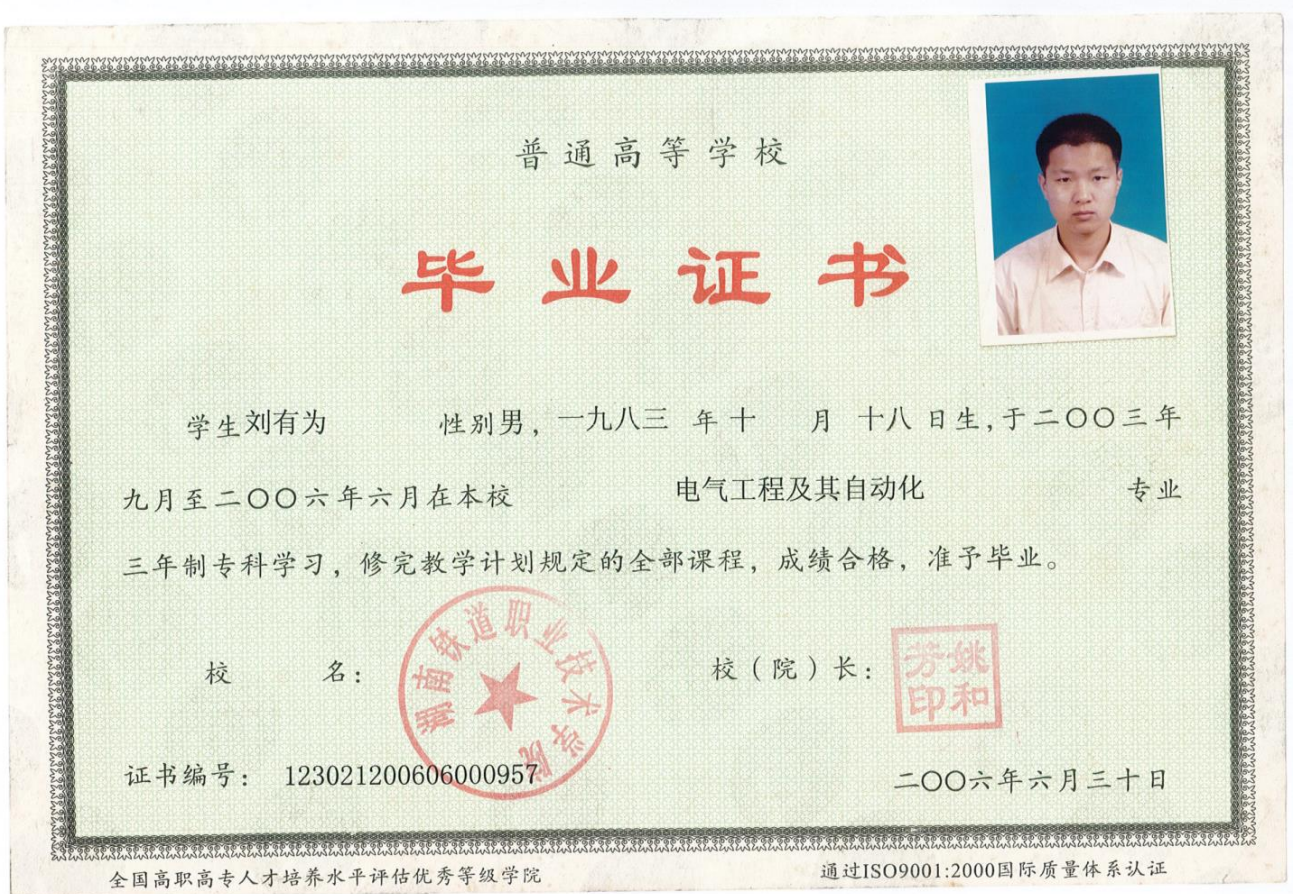 普通高等学校
毕业证书
学生刘有为 性别男，一九八三 年十 月 十八 日生，于二〇〇三年
九月至二〇〇六年六月在本校 电气工程及其自动化 专业
三年制专科学习，修完教学计划规定的全部课程，成绩合格，准予毕业。
校 名： 湖南铁道职业技术学院
校（院）长： 姚和芳印
证书编号： 123021200606000957
二〇〇六年六月三十日
全国高职高专人才培养水平评估优秀等级学院
通过ISO9001:2000国际质量体系认证